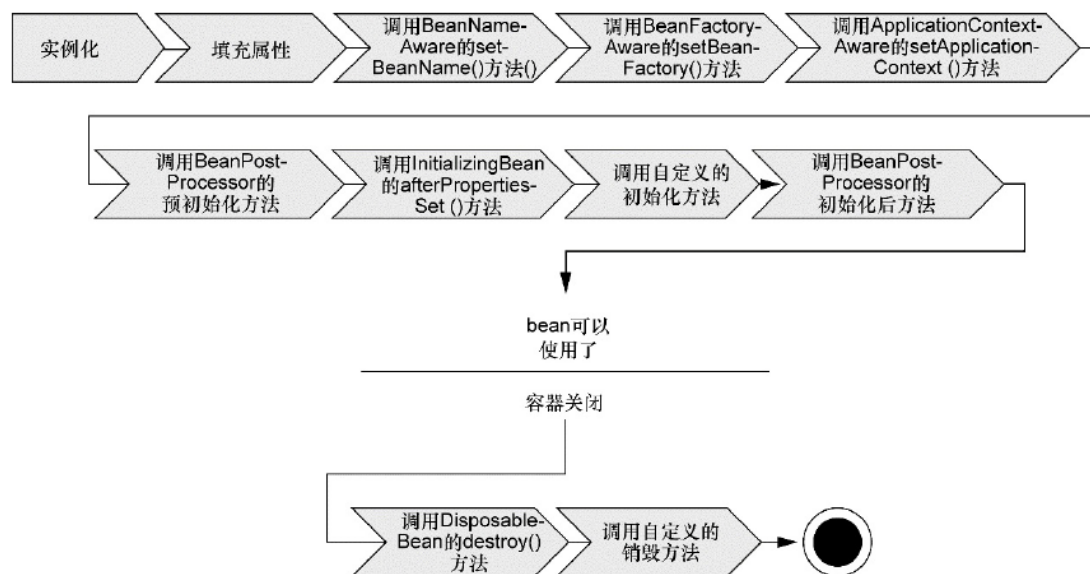 实例化
填充属性
调用BeanName-
Aware的set-
BeanName()方法()
调用BeanFactory-
Aware的setBean-
Factory()方法
调用ApplicationContext-
Aware的setApplication-
Context ()方法
调用BeanPost-
Processor的
预初始化方法
调用InitializingBean
的afterProperties-
Set ()方法
调用自定义的
初始化方法
调用BeanPost-
Processor的
初始化后方法
bean可以
使用了
容器关闭
调用Disposable-
Bean的destroy()
方法
调用自定义的
销毁方法